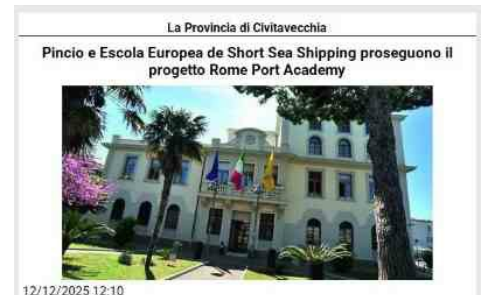 La Provincia di Civitavecchia
Pincio e Escola Europea de Short Sea Shipping proseguono il
progetto Rome Port Academy
12/12/2025 12:10